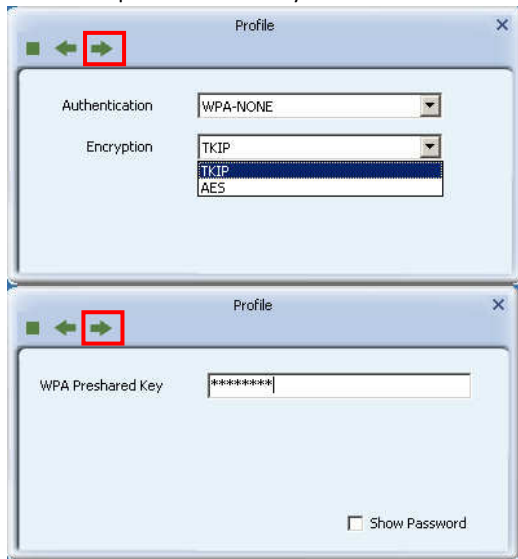 Profile
Authentication WPA-NONE
Encryption TKIP
TKIP
AES
Profile
WPA Preshared Key ********
Show Password